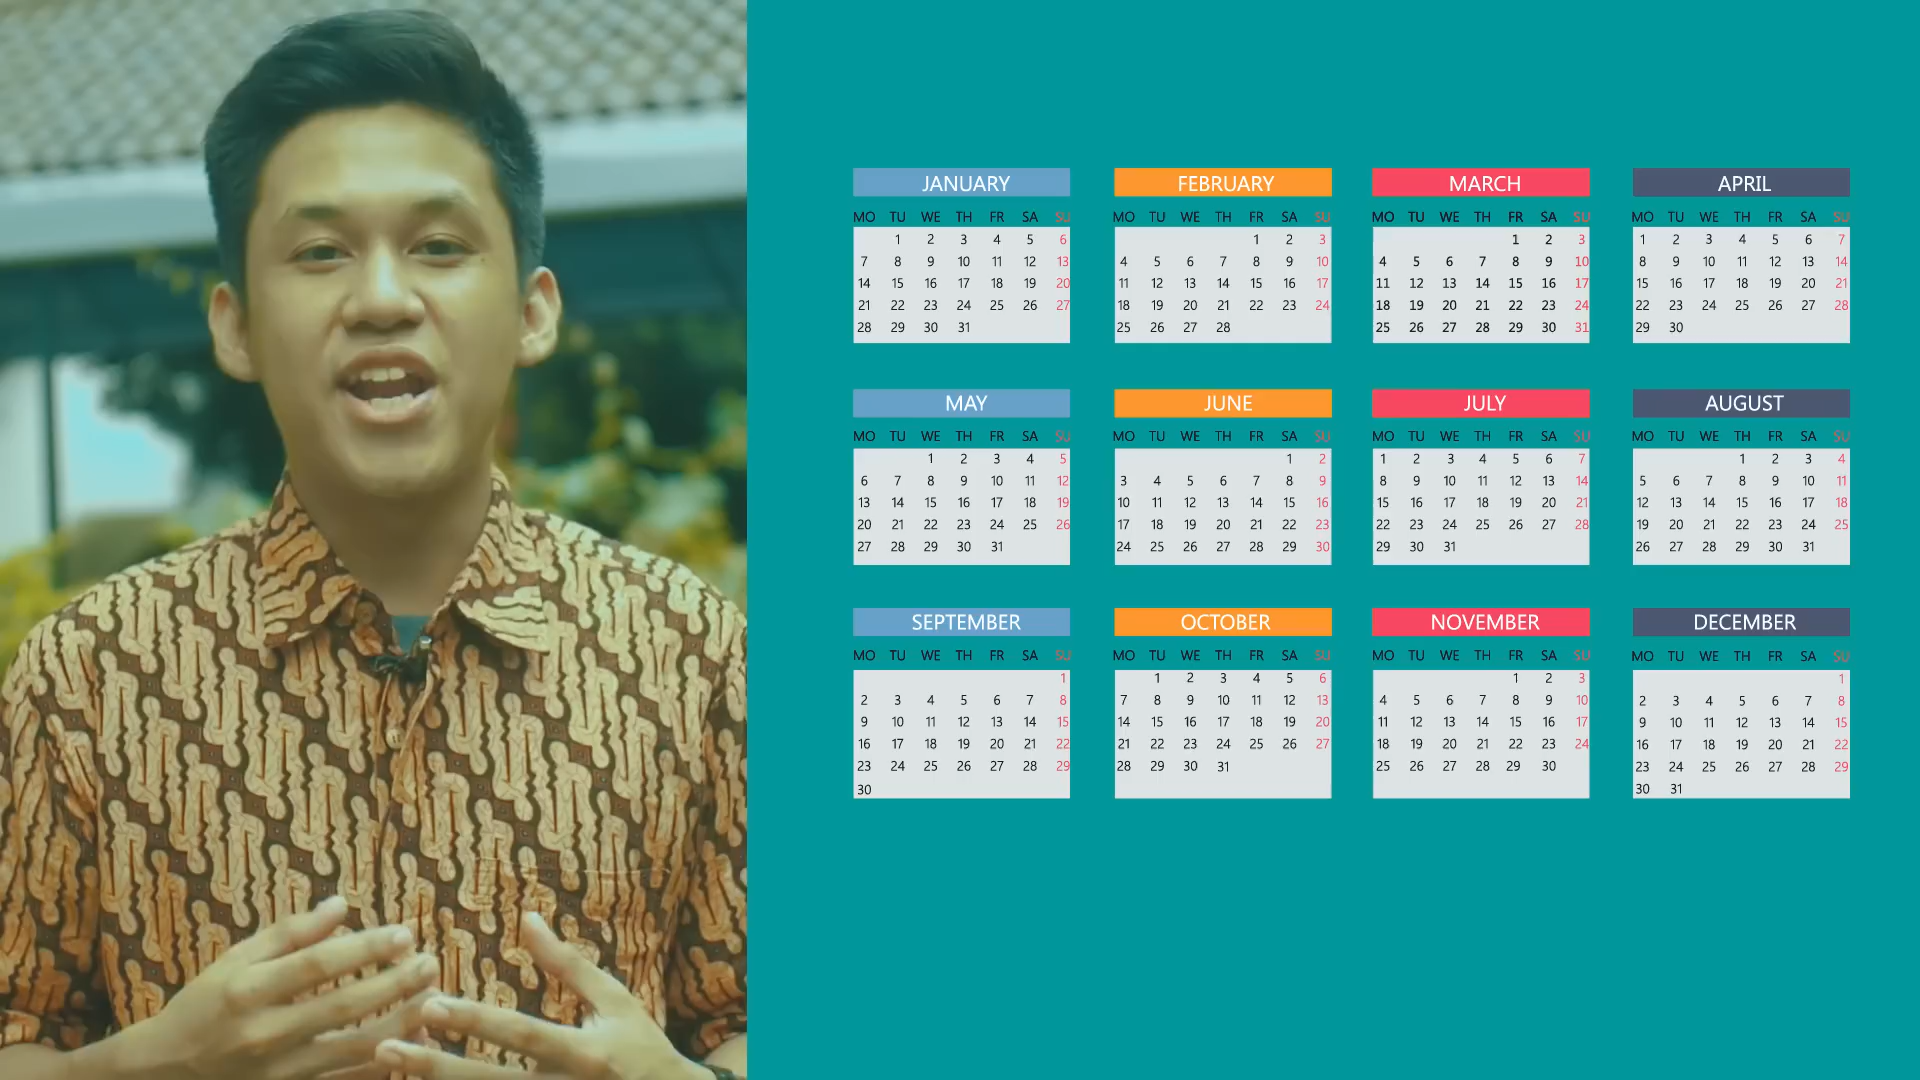 JANUARY
MO TU WE TH FR SA SU
1 2 3 4 5 6
7 8 9 10 11 12 13
14 15 16 17 18 19 20
21 22 23 24 25 26 27
28 29 30 31
FEBRUARY
MO TU WE TH FR SA SU
1 2 3
4 5 6 7 8 9 10
11 12 13 14 15 16 17
18 19 20 21 22 23 24
25 26 27 28
MARCH
MO TU WE TH FR SA SU
1 2 3
4 5 6 7 8 9 10
11 12 13 14 15 16 17
18 19 20 21 22 23 24
25 26 27 28 29 30 31
APRIL
MO TU WE TH FR SA SU
1 2 3 4 5 6 7
8 9 10 11 12 13 14
15 16 17 18 19 20 21
22 23 24 25 26 27 28
29 30
MAY
MO TU WE TH FR SA SU
1 2 3 4 5
6 7 8 9 10 11 12
13 14 15 16 17 18 19
20 21 22 23 24 25 26
27 28 29 30 31
JUNE
MO TU WE TH FR SA SU
1 2
3 4 5 6 7 8 9
10 11 12 13 14 15 16
17 18 19 20 21 22 23
24 25 26 27 28 29 30
JULY
MO TU WE TH FR SA SU
1 2 3 4 5 6 7
8 9 10 11 12 13 14
15 16 17 18 19 20 21
22 23 24 25 26 27 28
29 30 31
AUGUST
MO TU WE TH FR SA SU
1 2 3 4
5 6 7 8 9 10 11
12 13 14 15 16 17 18
19 20 21 22 23 24 25
26 27 28 29 30 31
SEPTEMBER
MO TU WE TH FR SA SU
1
2 3 4 5 6 7 8
9 10 11 12 13 14 15
16 17 18 19 20 21 22
23 24 25 26 27 28 29
30
OCTOBER
MO TU WE TH FR SA SU
1 2 3 4 5 6
7 8 9 10 11 12 13
14 15 16 17 18 19 20
21 22 23 24 25 26 27
28 29 30 31
NOVEMBER
MO TU WE TH FR SA SU
1 2 3
4 5 6 7 8 9 10
11 12 13 14 15 16 17
18 19 20 21 22 23 24
25 26 27 28 29 30
DECEMBER
MO TU WE TH FR SA SU
1
2 3 4 5 6 7 8
9 10 11 12 13 14 15
16 17 18 19 20 21 22
23 24 25 26 27 28 29
30 31